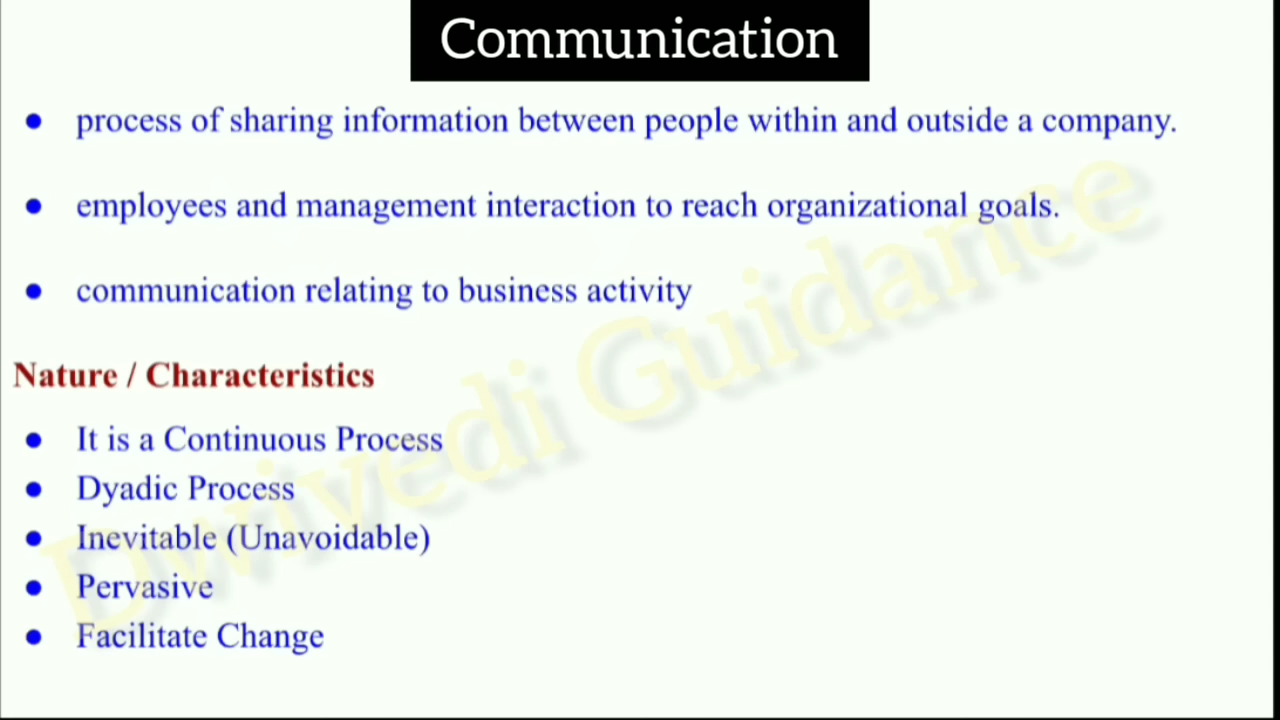 Communication
● process of sharing information between people within and outside a company.
● employees and management interaction to reach organizational goals.
● communication relating to business activity
Nature / Characteristics
● It is a Continuous Process
● Dyadic Process
● Inevitable (Unavoidable)
● Pervasive
● Facilitate Change
Dwivedi Guidance